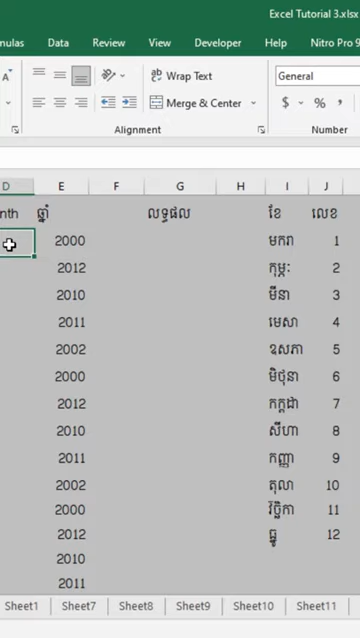 Excel Tutorial 3.xlsx
mulas Data Review View Developer Help Nitro Pro 9
A ab Wrap Text General
Merge & Center $ % ,
Alignment Number
D E F G H I J
nth ឆ្នាំ លទ្ធផល ខែ លេខ
2000 មករា 1
2012 កុម្ភៈ 2
2010 មីនា 3
2011 មេសា 4
2002 ឧសភា 5
2000 មិថុនា 6
2012 កក្កដា 7
2010 សីហា 8
2011 កញ្ញា 9
2002 តុលា 10
2000 វិច្ឆិកា 11
2012 ធ្នូ 12
2010
2011
Sheet1 Sheet7 Sheet8 Sheet9 Sheet10 Sheet11